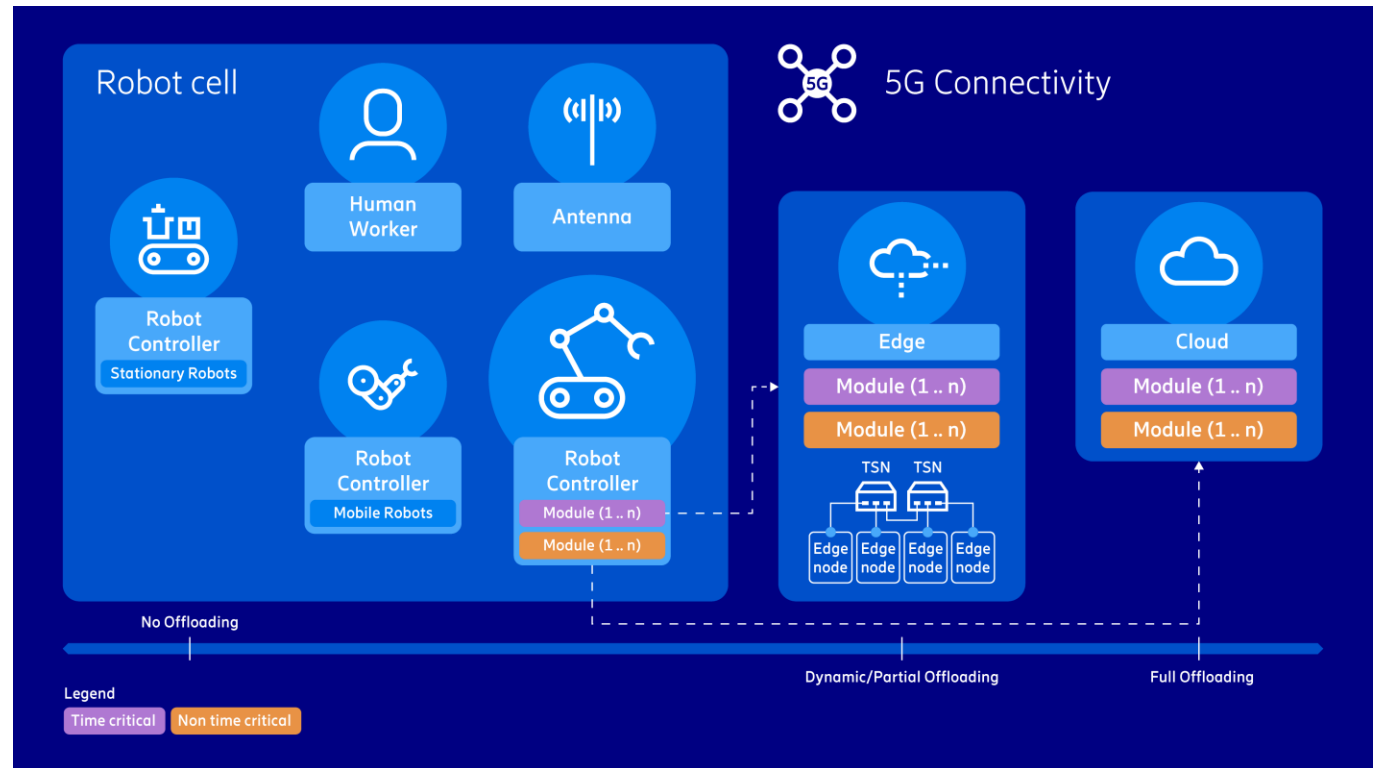 Robot cell
5G
5G Connectivity
Human
Worker
Antenna
Robot
Controller
Stationary Robots
Robot
Controller
Mobile Robots
Robot
Controller
Module (1 .. n)
Module (1 .. n)
Edge
Module (1 .. n)
Module (1 .. n)
TSN TSN
Edge Edge Edge Edge
node node node node
Cloud
Module (1 .. n)
Module (1 .. n)
No Offloading
Dynamic/Partial Offloading
Full Offloading
Legend
Time critical
Non time critical